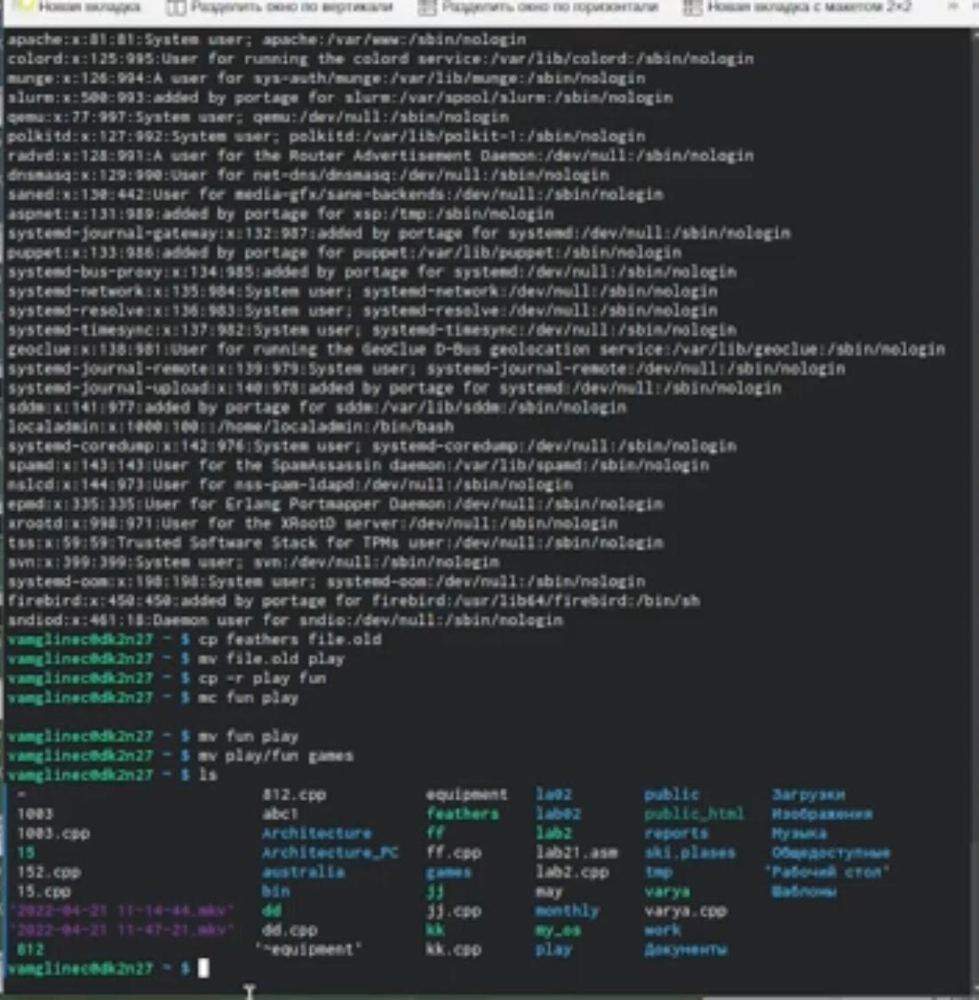 Новая вкладка Разделить окно по вертикали Разделить окно по горизонтали Новая вкладка с макетом 2×2 »
apache:x:81:81:System user; apache:/var/www:/sbin/nologin
colord:x:125:995:User for running the colord service:/var/lib/colord:/sbin/nologin
munge:x:126:994:A user for sys-auth/munge:/var/lib/munge:/sbin/nologin
slurm:x:500:993:added by portage for slurm:/var/spool/slurm:/sbin/nologin
qemu:x:77:997:System user; qemu:/dev/null:/sbin/nologin
polkitd:x:127:992:System user; polkitd:/var/lib/polkit-1:/sbin/nologin
radvd:x:128:991:A user for the Router Advertisement Daemon:/dev/null:/sbin/nologin
dnsmasq:x:129:990:User for net-dns/dnsmasq:/dev/null:/sbin/nologin
saned:x:130:442:User for media-gfx/sane-backends:/dev/null:/sbin/nologin
aspnet:x:131:989:added by portage for xsp:/tmp:/sbin/nologin
systemd-journal-gateway:x:132:987:added by portage for systemd:/dev/null:/sbin/nologin
puppet:x:133:986:added by portage for puppet:/var/lib/puppet:/sbin/nologin
systemd-bus-proxy:x:134:985:added by portage for systemd:/dev/null:/sbin/nologin
systemd-network:x:135:984:System user; systemd-network:/dev/null:/sbin/nologin
systemd-resolve:x:136:983:System user; systemd-resolve:/dev/null:/sbin/nologin
systemd-timesync:x:137:982:System user; systemd-timesync:/dev/null:/sbin/nologin
geoclue:x:138:981:User for running the GeoClue D-Bus geolocation service:/var/lib/geoclue:/sbin/nologin
systemd-journal-remote:x:139:979:System user; systemd-journal-remote:/dev/null:/sbin/nologin
systemd-journal-upload:x:140:978:added by portage for systemd:/dev/null:/sbin/nologin
sddm:x:141:977:added by portage for sddm:/var/lib/sddm:/sbin/nologin
localadmin:x:1000:100::/home/localadmin:/bin/bash
systemd-coredump:x:142:976:System user; systemd-coredump:/dev/null:/sbin/nologin
spamd:x:143:143:User for the SpamAssassin daemon:/var/lib/spamd:/sbin/nologin
nslcd:x:144:973:User for nss-pam-ldapd:/dev/null:/sbin/nologin
epmd:x:335:335:User for Erlang Portmapper Daemon:/dev/null:/sbin/nologin
xrootd:x:998:971:User for the XRootD server:/dev/null:/sbin/nologin
tss:x:59:59:Trusted Software Stack for TPMs user:/dev/null:/sbin/nologin
svn:x:399:399:System user; svn:/dev/null:/sbin/nologin
systemd-oom:x:198:198:System user; systemd-oom:/dev/null:/sbin/nologin
firebird:x:450:450:added by portage for firebird:/usr/lib64/firebird:/bin/sh
sndiod:x:461:18:Daemon user for sndio:/dev/null:/sbin/nologin
vamglinec@dk2n27 ~ $ cp feathers file.old
vamglinec@dk2n27 ~ $ mv file.old play
vamglinec@dk2n27 ~ $ cp -r play fun
vamglinec@dk2n27 ~ $ mc fun play
vamglinec@dk2n27 ~ $ mv fun play
vamglinec@dk2n27 ~ $ mv play/fun games
vamglinec@dk2n27 ~ $ ls
- 812.cpp equipment la02 public Загрузки
1003 abc1 feathers lab02 public_html Изображения
1003.cpp Architecture ff lab2 reports Музыка
15 Architecture_PC ff.cpp lab21.asm ski.plases Общедоступные
152.cpp australia games lab2.cpp tmp 'Рабочий стол'
15.cpp bin jj may varya Шаблоны
'2022-04-21 11-14-44.mkv' dd jj.cpp monthly varya.cpp
'2022-04-21 11-47-21.mkv' dd.cpp kk my_os work
812 '~equipment' kk.cpp play Документы
vamglinec@dk2n27 ~ $